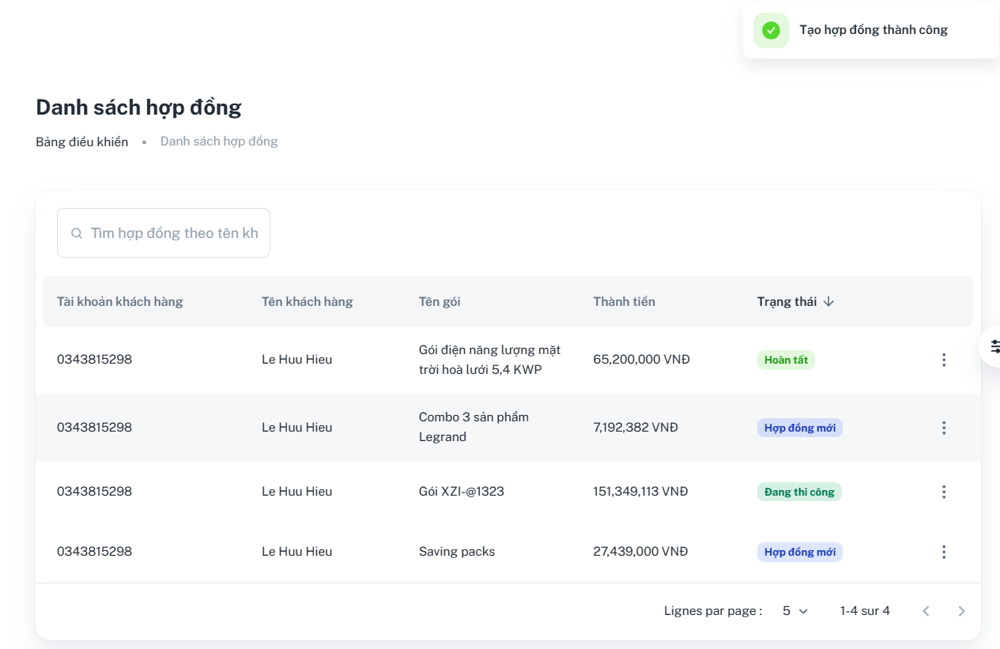 Tạo hợp đồng thành công
Danh sách hợp đồng
Bảng điều khiển • Danh sách hợp đồng
Tìm hợp đồng theo tên kh
Tài khoản khách hàng Tên khách hàng Tên gói Thành tiền Trạng thái
0343815298 Le Huu Hieu Gói điện năng lượng mặt trời hoà lưới 5,4 KWP 65,200,000 VNĐ Hoàn tất
0343815298 Le Huu Hieu Combo 3 sản phẩm Legrand 7,192,382 VNĐ Hợp đồng mới
0343815298 Le Huu Hieu Gói XZI-@1323 151,349,113 VNĐ Đang thi công
0343815298 Le Huu Hieu Saving packs 27,439,000 VNĐ Hợp đồng mới
Lignes par page : 5 1-4 sur 4